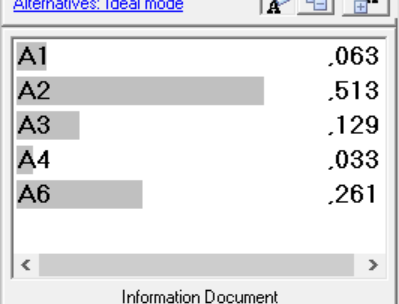 Alternatives: Ideal mode
A1 ,063
A2 ,513
A3 ,129
A4 ,033
A6 ,261
Information Document